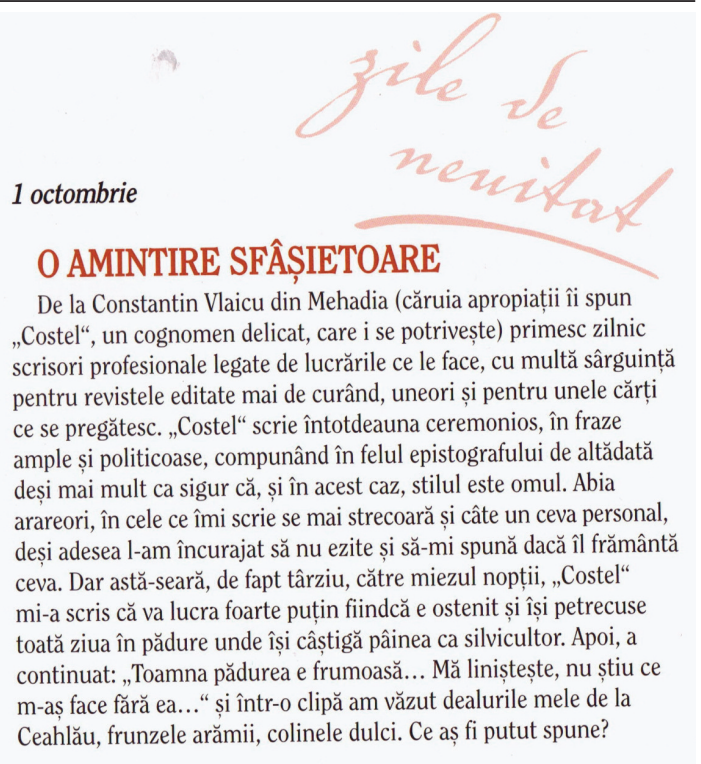 zile de
neuitat
1 octombrie
O AMINTIRE SFÂȘIETOARE
De la Constantin Vlaicu din Mehadia (căruia apropiații îi spun
„Costel“, un cognomen delicat, care i se potrivește) primesc zilnic
scrisori profesionale legate de lucrările ce le face, cu multă sârguință
pentru revistele editate mai de curând, uneori și pentru unele cărți
ce se pregătesc. „Costel“ scrie întotdeauna ceremonios, în fraze
ample și politicoase, compunând în felul epistografului de altădată
deși mai mult ca sigur că, și în acest caz, stilul este omul. Abia
arareori, în cele ce îmi scrie se mai strecoară și câte un ceva personal,
deși adesea l-am încurajat să nu ezite și să-mi spună dacă îl frământă
ceva. Dar astă-seară, de fapt târziu, către miezul nopții, „Costel“
mi-a scris că va lucra foarte puțin fiindcă e ostenit și își petrecuse
toată ziua în pădure unde își câștigă pâinea ca silvicultor. Apoi, a
continuat: „Toamna pădurea e frumoasă… Mă liniștește, nu știu ce
m-aș face fără ea…“ și într-o clipă am văzut dealurile mele de la
Ceahlău, frunzele arămii, colinele dulci. Ce aș fi putut spune?